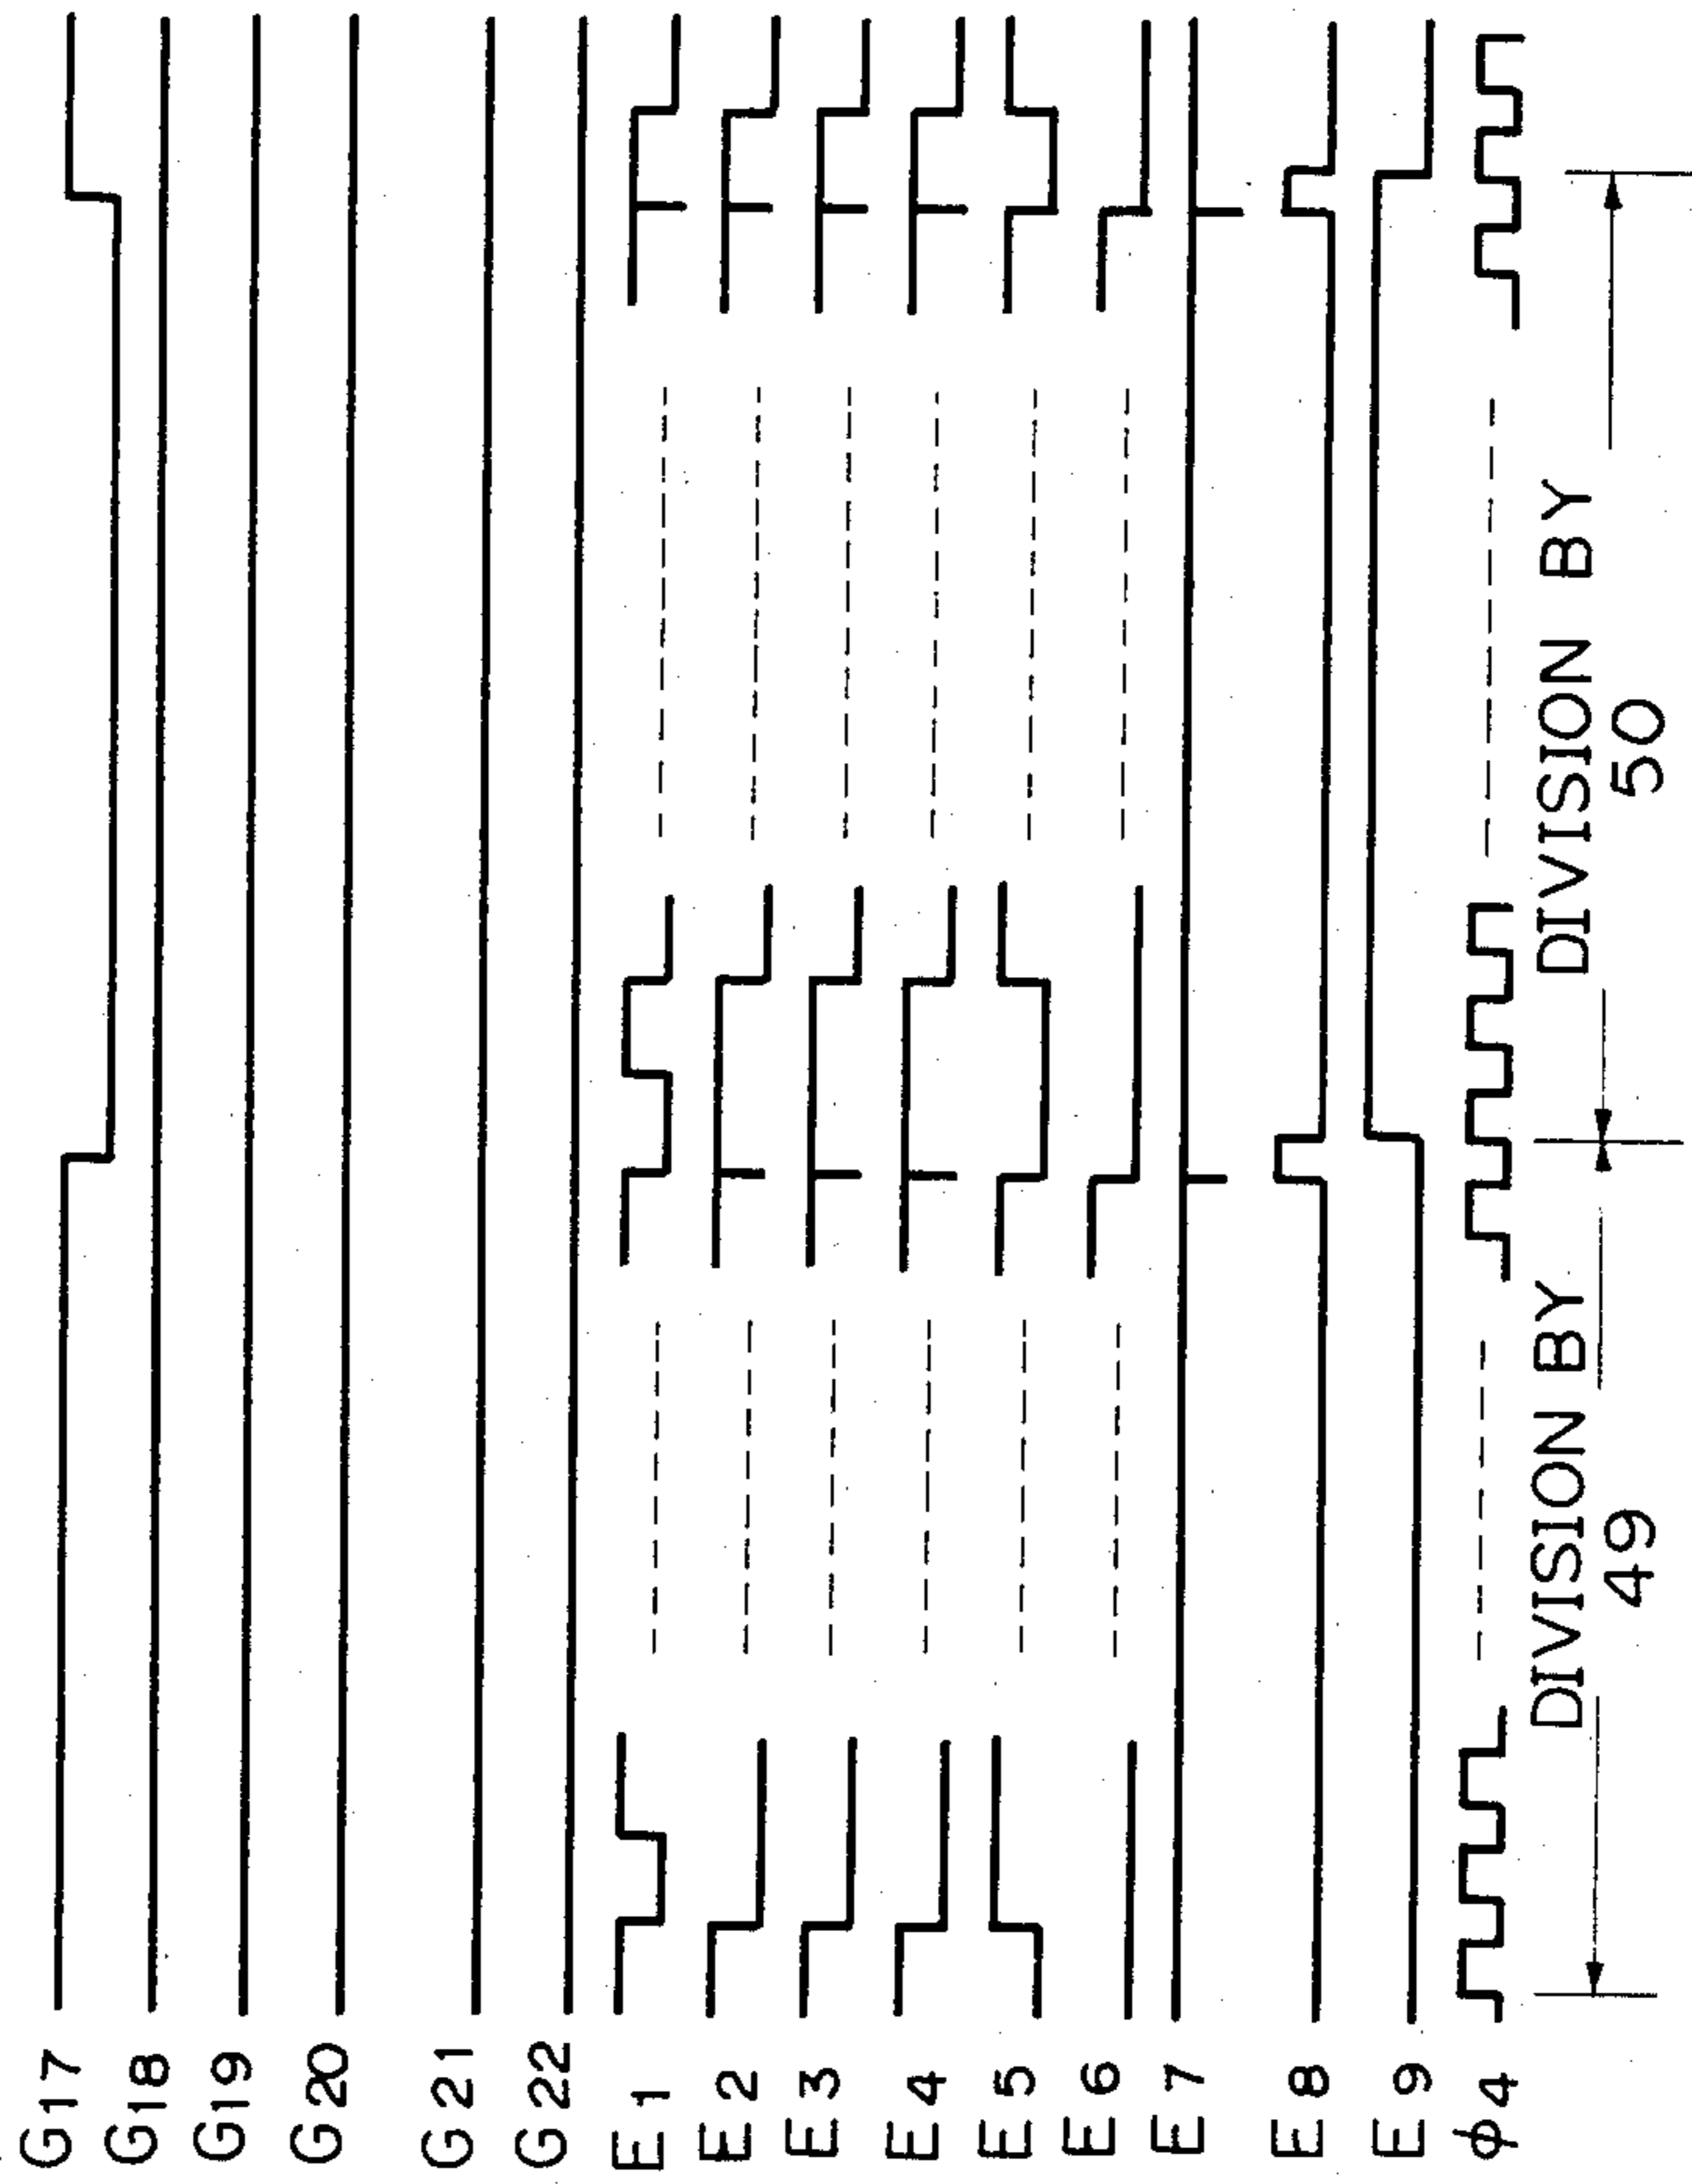 G17
G18
G19
G20
G21
G22
E1
E2
E3
E4
E5
E6
E7
E8
E9
φ4
DIVISION BY
49
DIVISION BY
50